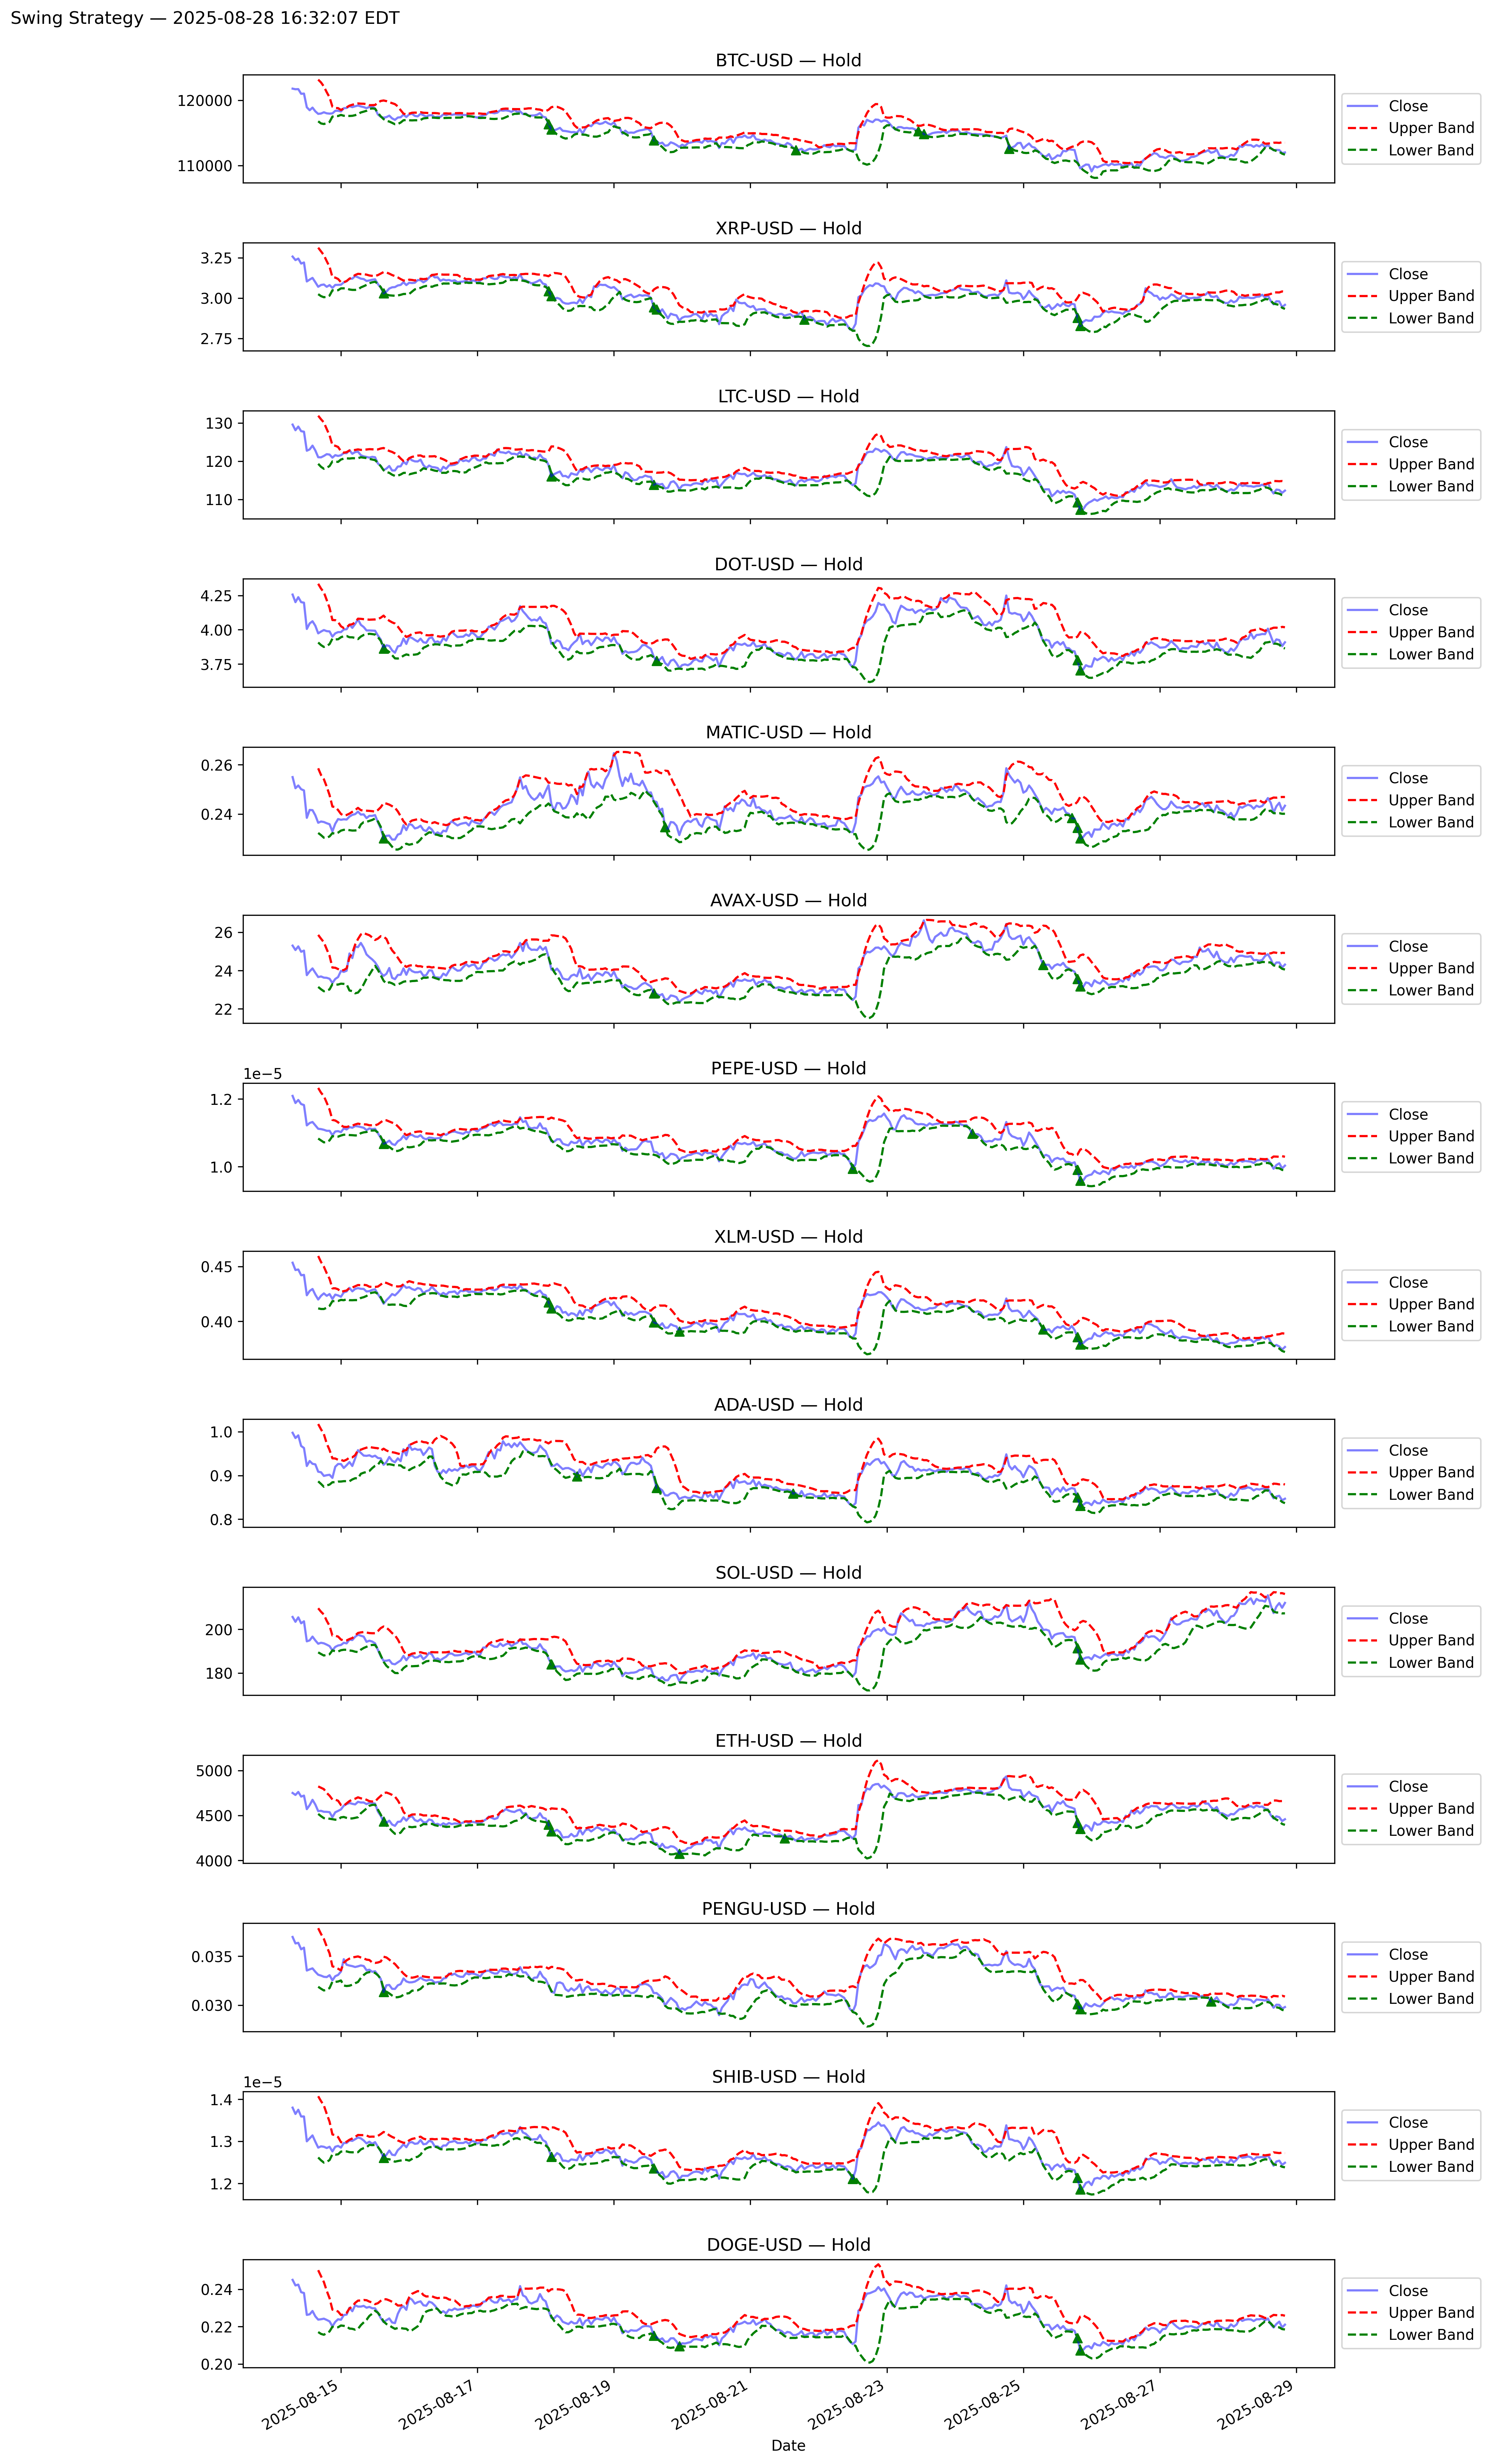 Swing Strategy — 2025-08-28 16:32:07 EDT
BTC-USD — Hold
120000
110000
Close
Upper Band
Lower Band
XRP-USD — Hold
3.25
3.00
2.75
Close
Upper Band
Lower Band
LTC-USD — Hold
130
120
110
Close
Upper Band
Lower Band
DOT-USD — Hold
4.25
4.00
3.75
Close
Upper Band
Lower Band
MATIC-USD — Hold
0.26
0.24
Close
Upper Band
Lower Band
AVAX-USD — Hold
26
24
22
Close
Upper Band
Lower Band
PEPE-USD — Hold
1e−5
1.2
1.0
Close
Upper Band
Lower Band
XLM-USD — Hold
0.45
0.40
Close
Upper Band
Lower Band
ADA-USD — Hold
1.0
0.9
0.8
Close
Upper Band
Lower Band
SOL-USD — Hold
200
180
Close
Upper Band
Lower Band
ETH-USD — Hold
5000
4500
4000
Close
Upper Band
Lower Band
PENGU-USD — Hold
0.035
0.030
Close
Upper Band
Lower Band
SHIB-USD — Hold
1e−5
1.4
1.3
1.2
Close
Upper Band
Lower Band
DOGE-USD — Hold
0.24
0.22
0.20
Close
Upper Band
Lower Band
2025-08-15
2025-08-17
2025-08-19
2025-08-21
2025-08-23
2025-08-25
2025-08-27
2025-08-29
Date